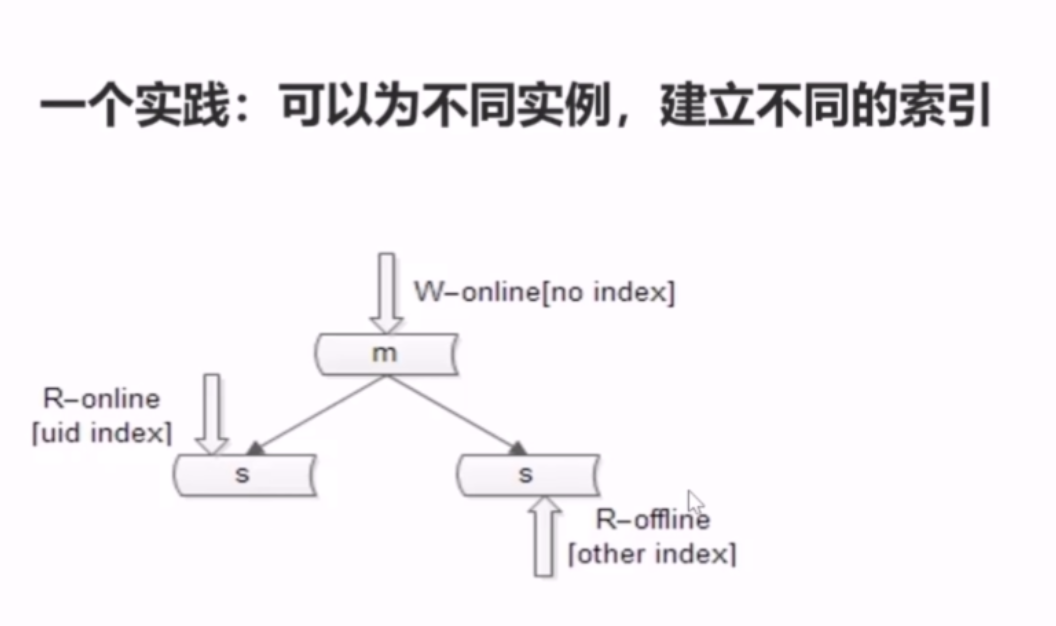 一个实践：可以为不同实例，建立不同的索引
W-online[no index]
m
R-online
[uid index]
s
s
R-offline
[other index]